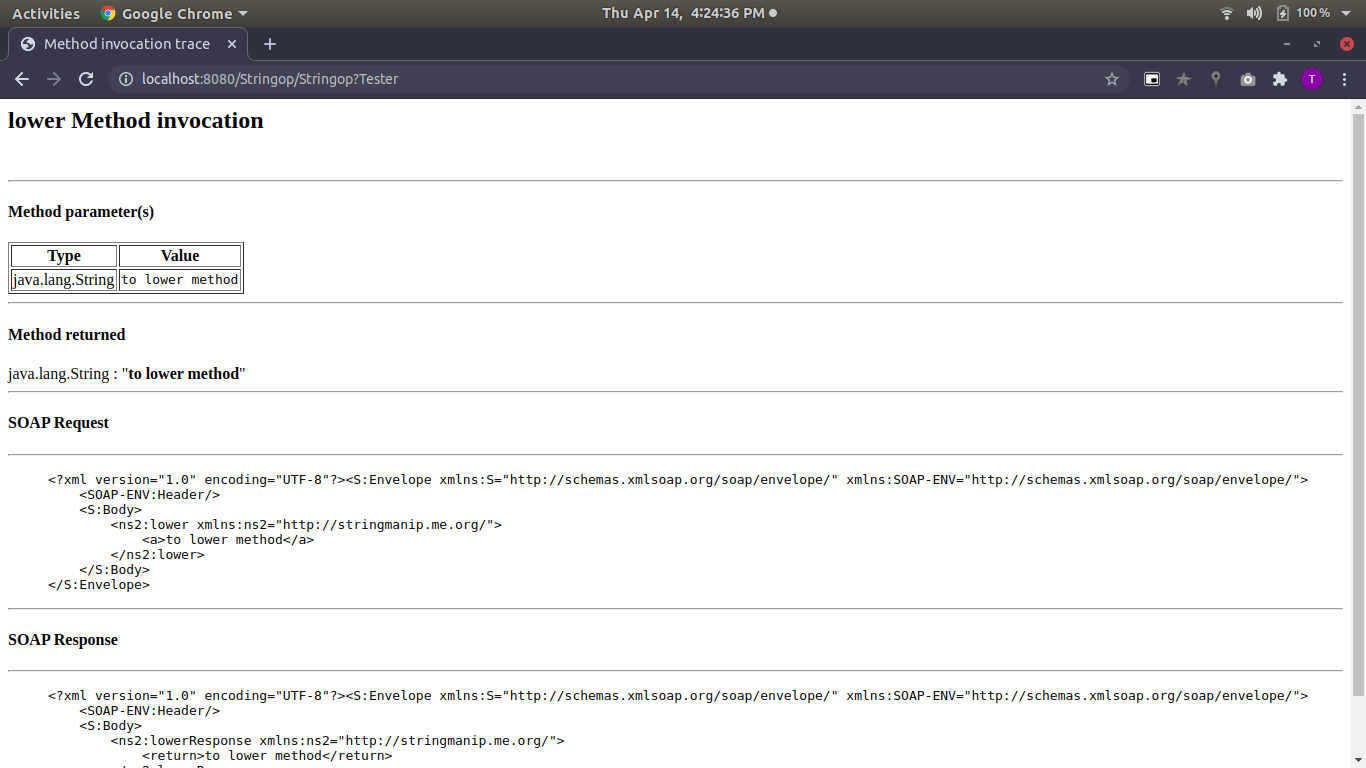 Activities Google Chrome Thu Apr 14, 4:24:36 PM 100%
Method invocation trace
localhost:8080/Stringop/Stringop?Tester T
lower Method invocation
Method parameter(s)
Type Value
java.lang.String to lower method
Method returned
java.lang.String : "to lower method"
SOAP Request
<?xml version="1.0" encoding="UTF-8"?><S:Envelope xmlns:S="http://schemas.xmlsoap.org/soap/envelope/" xmlns:SOAP-ENV="http://schemas.xmlsoap.org/soap/envelope/">
<SOAP-ENV:Header/>
<S:Body>
<ns2:lower xmlns:ns2="http://stringmanip.me.org/">
<a>to lower method</a>
</ns2:lower>
</S:Body>
</S:Envelope>
SOAP Response
<?xml version="1.0" encoding="UTF-8"?><S:Envelope xmlns:S="http://schemas.xmlsoap.org/soap/envelope/" xmlns:SOAP-ENV="http://schemas.xmlsoap.org/soap/envelope/">
<SOAP-ENV:Header/>
<S:Body>
<ns2:lowerResponse xmlns:ns2="http://stringmanip.me.org/">
<return>to lower method</return>